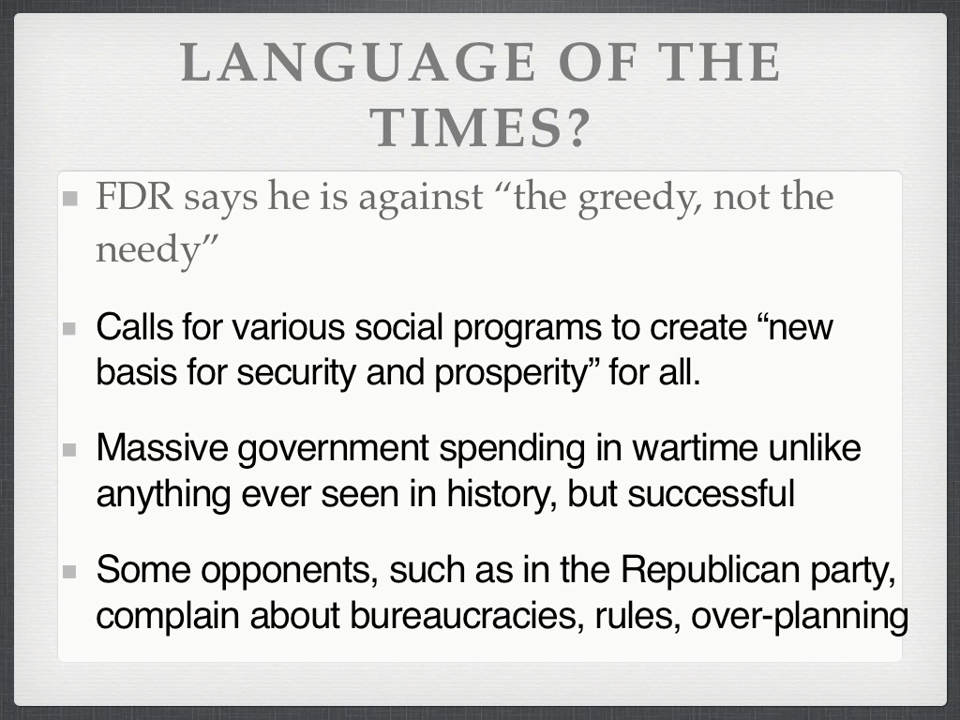 LANGUAGE OF THE
TIMES?
FDR says he is against “the greedy, not the
needy”
Calls for various social programs to create “new
basis for security and prosperity” for all.
Massive government spending in wartime unlike
anything ever seen in history, but successful
Some opponents, such as in the Republican party,
complain about bureaucracies, rules, over-planning